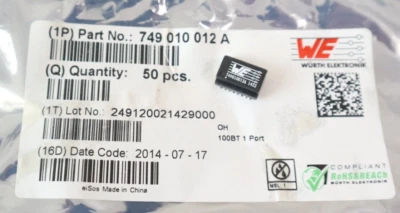 (1P) Part No.: 749 010 012 A
WE
WÜRTH ELEKTRONIK
(Q) Quantity: 50 pcs.
WE
(1T) Lot No.: 249120021429000
OH
100BT 1 Port
(16D) Date Code: 2014 - 07 - 17
eiSos Made in China
MSL 1
COMPLIANT
RoHS&REACh
WÜRTH ELEKTRONIK